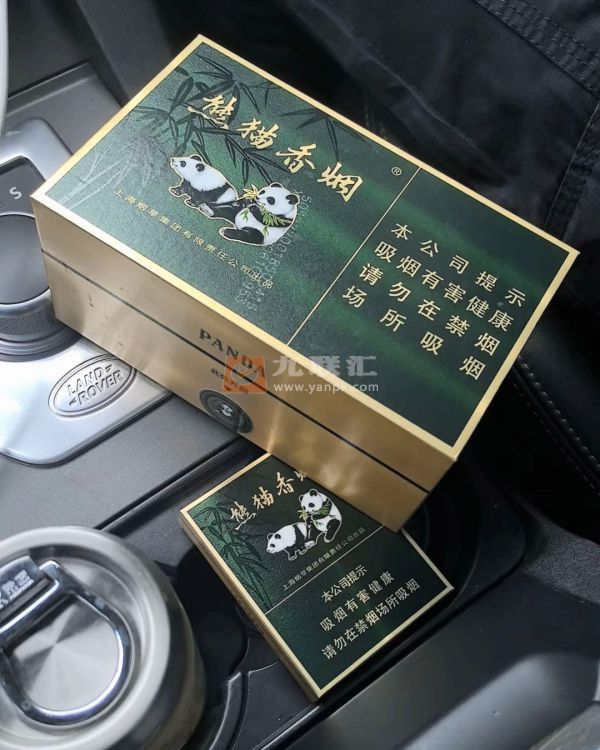 熊猫香烟
®
上海烟草集团有限责任公司出品
本公司提示
吸烟有害健康
请勿在禁烟
场所吸烟
PANDA
九联汇
www.yanpk.com
S
LAND
ROVER
熊猫香烟
上海烟草集团有限责任公司出品
本公司提示
吸烟有害健康
请勿在禁烟场所吸烟